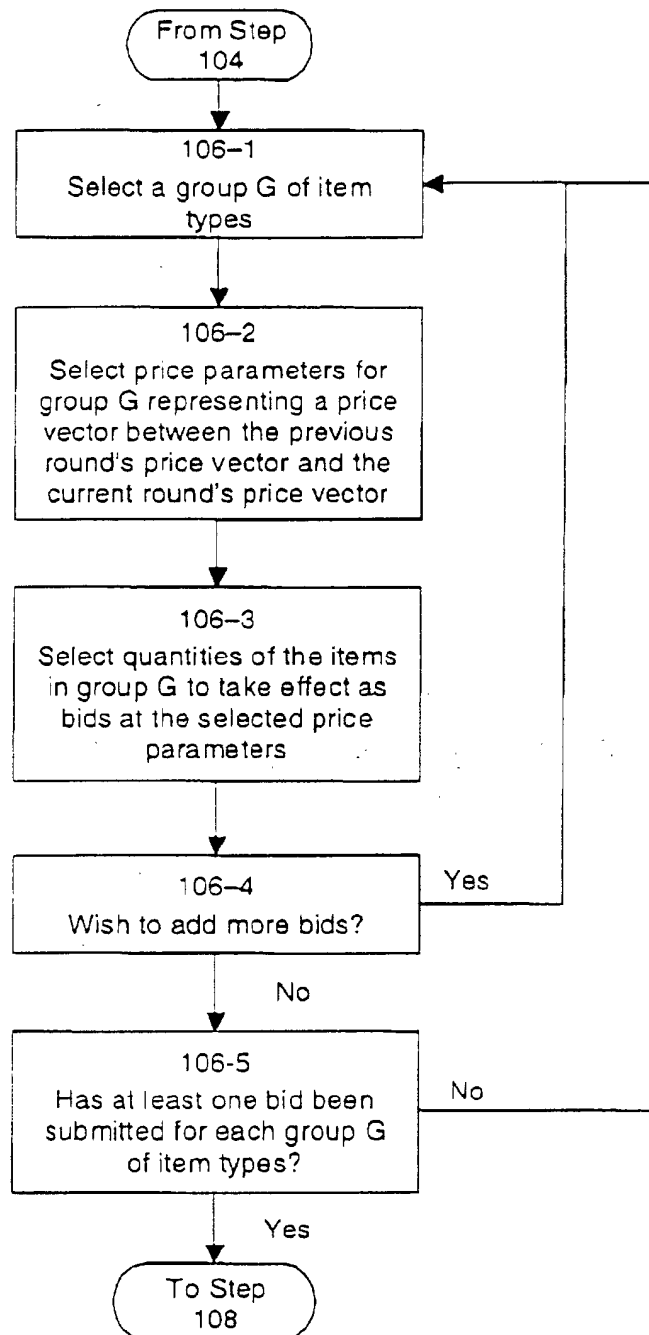 From Step
104
106–1
Select a group G of item
types
106–2
Select price parameters for
group G representing a price
vector between the previous
round's price vector and the
current round's price vector
106–3
Select quantities of the items
in group G to take effect as
bids at the selected price
parameters
106–4
Wish to add more bids?
Yes
No
106-5
Has at least one bid been
submitted for each group G
of item types?
No
Yes
To Step
108